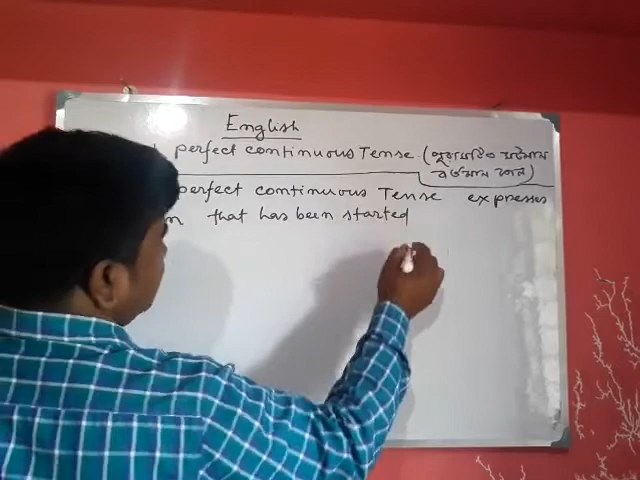 English
perfect continuous Tense. (পুরাঘটিত ঘটমান
বর্তমান কাল)
perfect continuous Tense expresses
that has been started